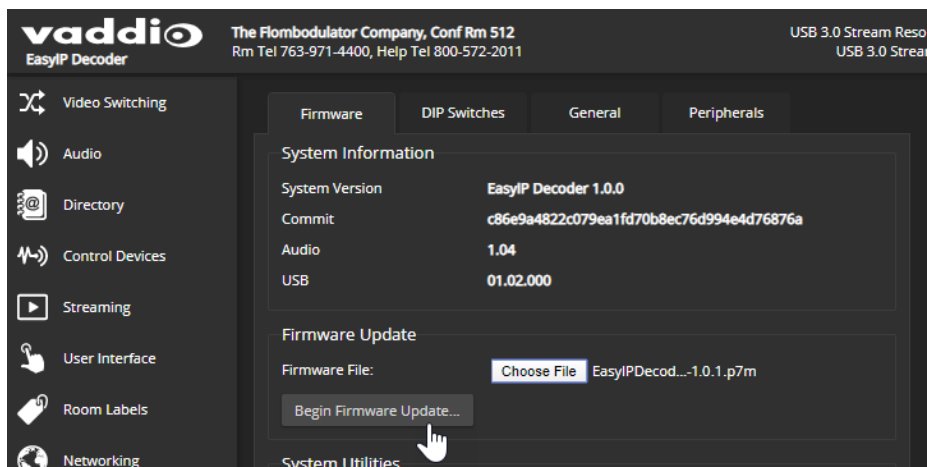 vaddio
EasyIP Decoder
The Flombodulator Company, Conf Rm 512
Rm Tel 763-971-4400, Help Tel 800-572-2011
USB 3.0 Stream Reso
USB 3.0 Strear
Video Switching
Audio
Directory
Control Devices
Streaming
User Interface
Room Labels
Networking
Firmware
DIP Switches
General
Peripherals
System Information
System Version EasyIP Decoder 1.0.0
Commit c86e9a4822c079ea1fd70b8ec76d994e4d76876a
Audio 1.04
USB 01.02.000
Firmware Update
Firmware File: Choose File EasyIPDecod...-1.0.1.p7m
Begin Firmware Update...
System Utilities